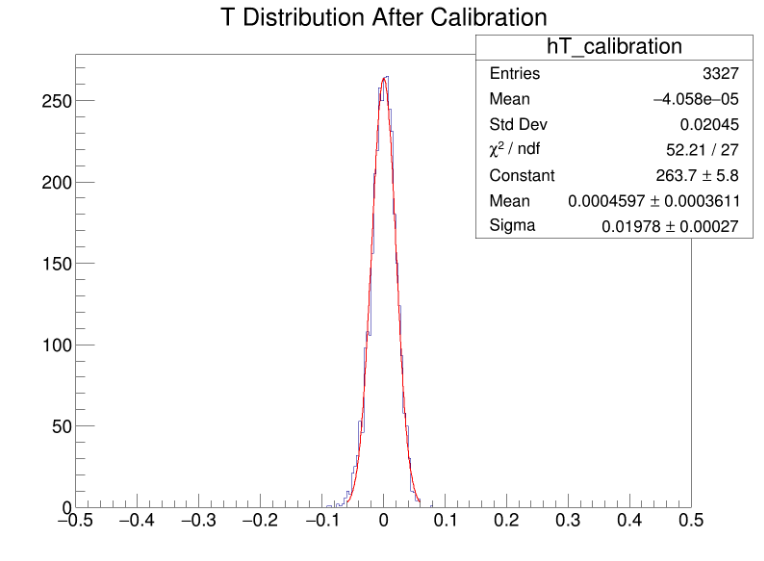 T Distribution After Calibration
hT_calibration
Entries 3327
Mean −4.058e−05
Std Dev 0.02045
χ² / ndf 52.21 / 27
Constant 263.7 ± 5.8
Mean 0.0004597 ± 0.0003611
Sigma 0.01978 ± 0.00027
250
200
150
100
50
0
−0.5 −0.4 −0.3 −0.2 −0.1 0 0.1 0.2 0.3 0.4 0.5